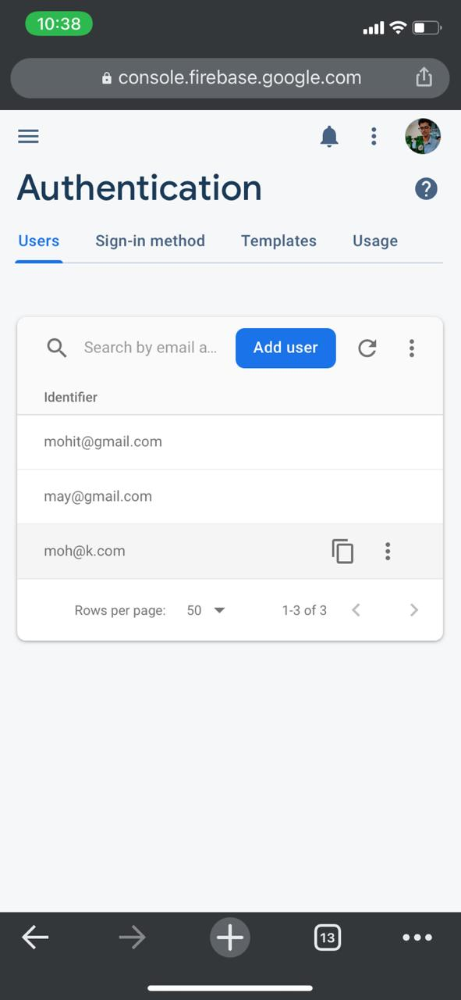 10:38
console.firebase.google.com
Authentication
?
Users Sign-in method Templates Usage
Search by email a... Add user
Identifier
mohit@gmail.com
may@gmail.com
moh@k.com
Rows per page: 50 1-3 of 3
13